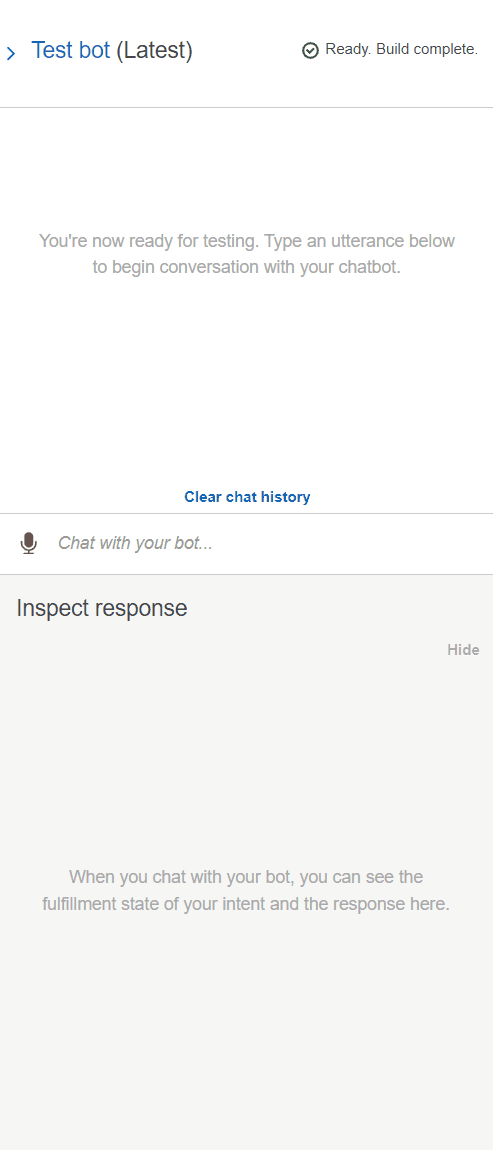 Test bot (Latest)
Ready. Build complete.
You're now ready for testing. Type an utterance below
to begin conversation with your chatbot.
Clear chat history
Chat with your bot...
Inspect response
Hide
When you chat with your bot, you can see the
fulfillment state of your intent and the response here.